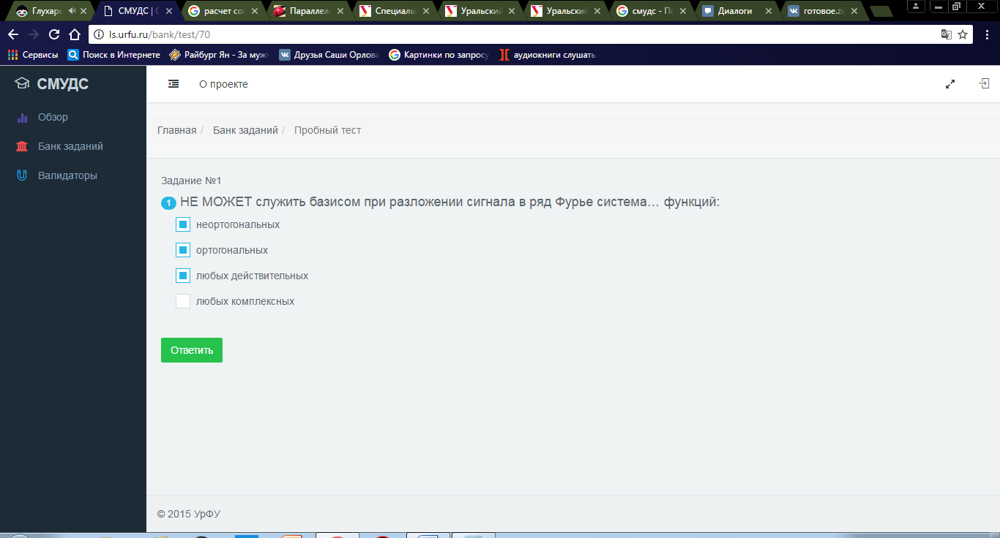 Глухарь
СМУДС | С
расчет сог
Параллел
Специаль
Уральский
Уральский
смудс - По
Диалоги
готовое.zi
ls.urfu.ru/bank/test/70
Сервисы
Поиск в Интернете
Райбург Ян - За муж
Друзья Саши Орлова
Картинки по запросу
аудиокниги слушать
СМУДС
О проекте
Обзор
Банк заданий
Валидаторы
Главная / Банк заданий / Пробный тест
Задание №1
1 НЕ МОЖЕТ служить базисом при разложении сигнала в ряд Фурье система… функций:
неортогональных
ортогональных
любых действительных
любых комплексных
Ответить
© 2015 УрФУ